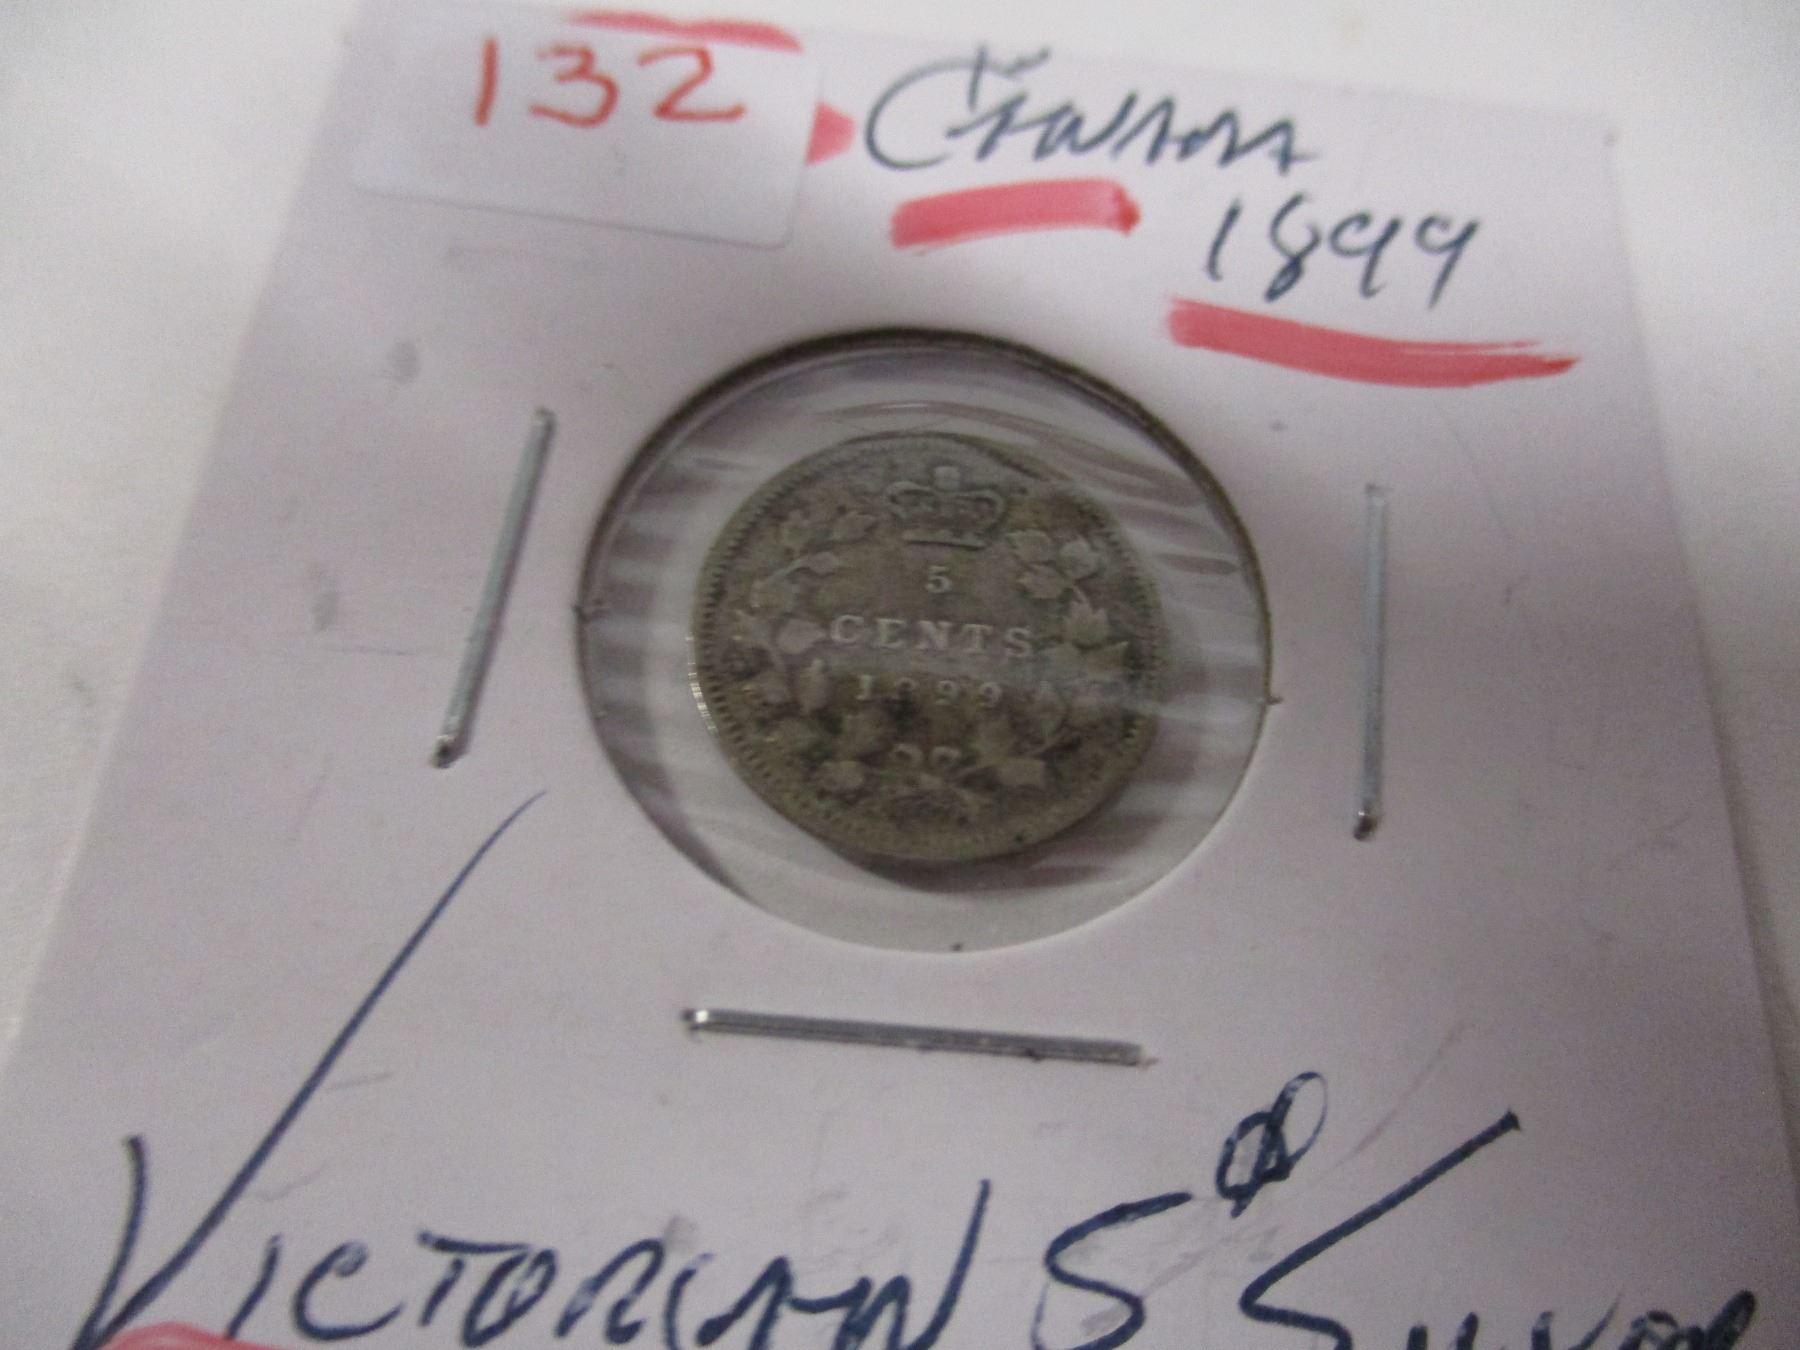 132
CANADA
1899
5
CENTS
1899
VICTORIAN 5¢ SILVER